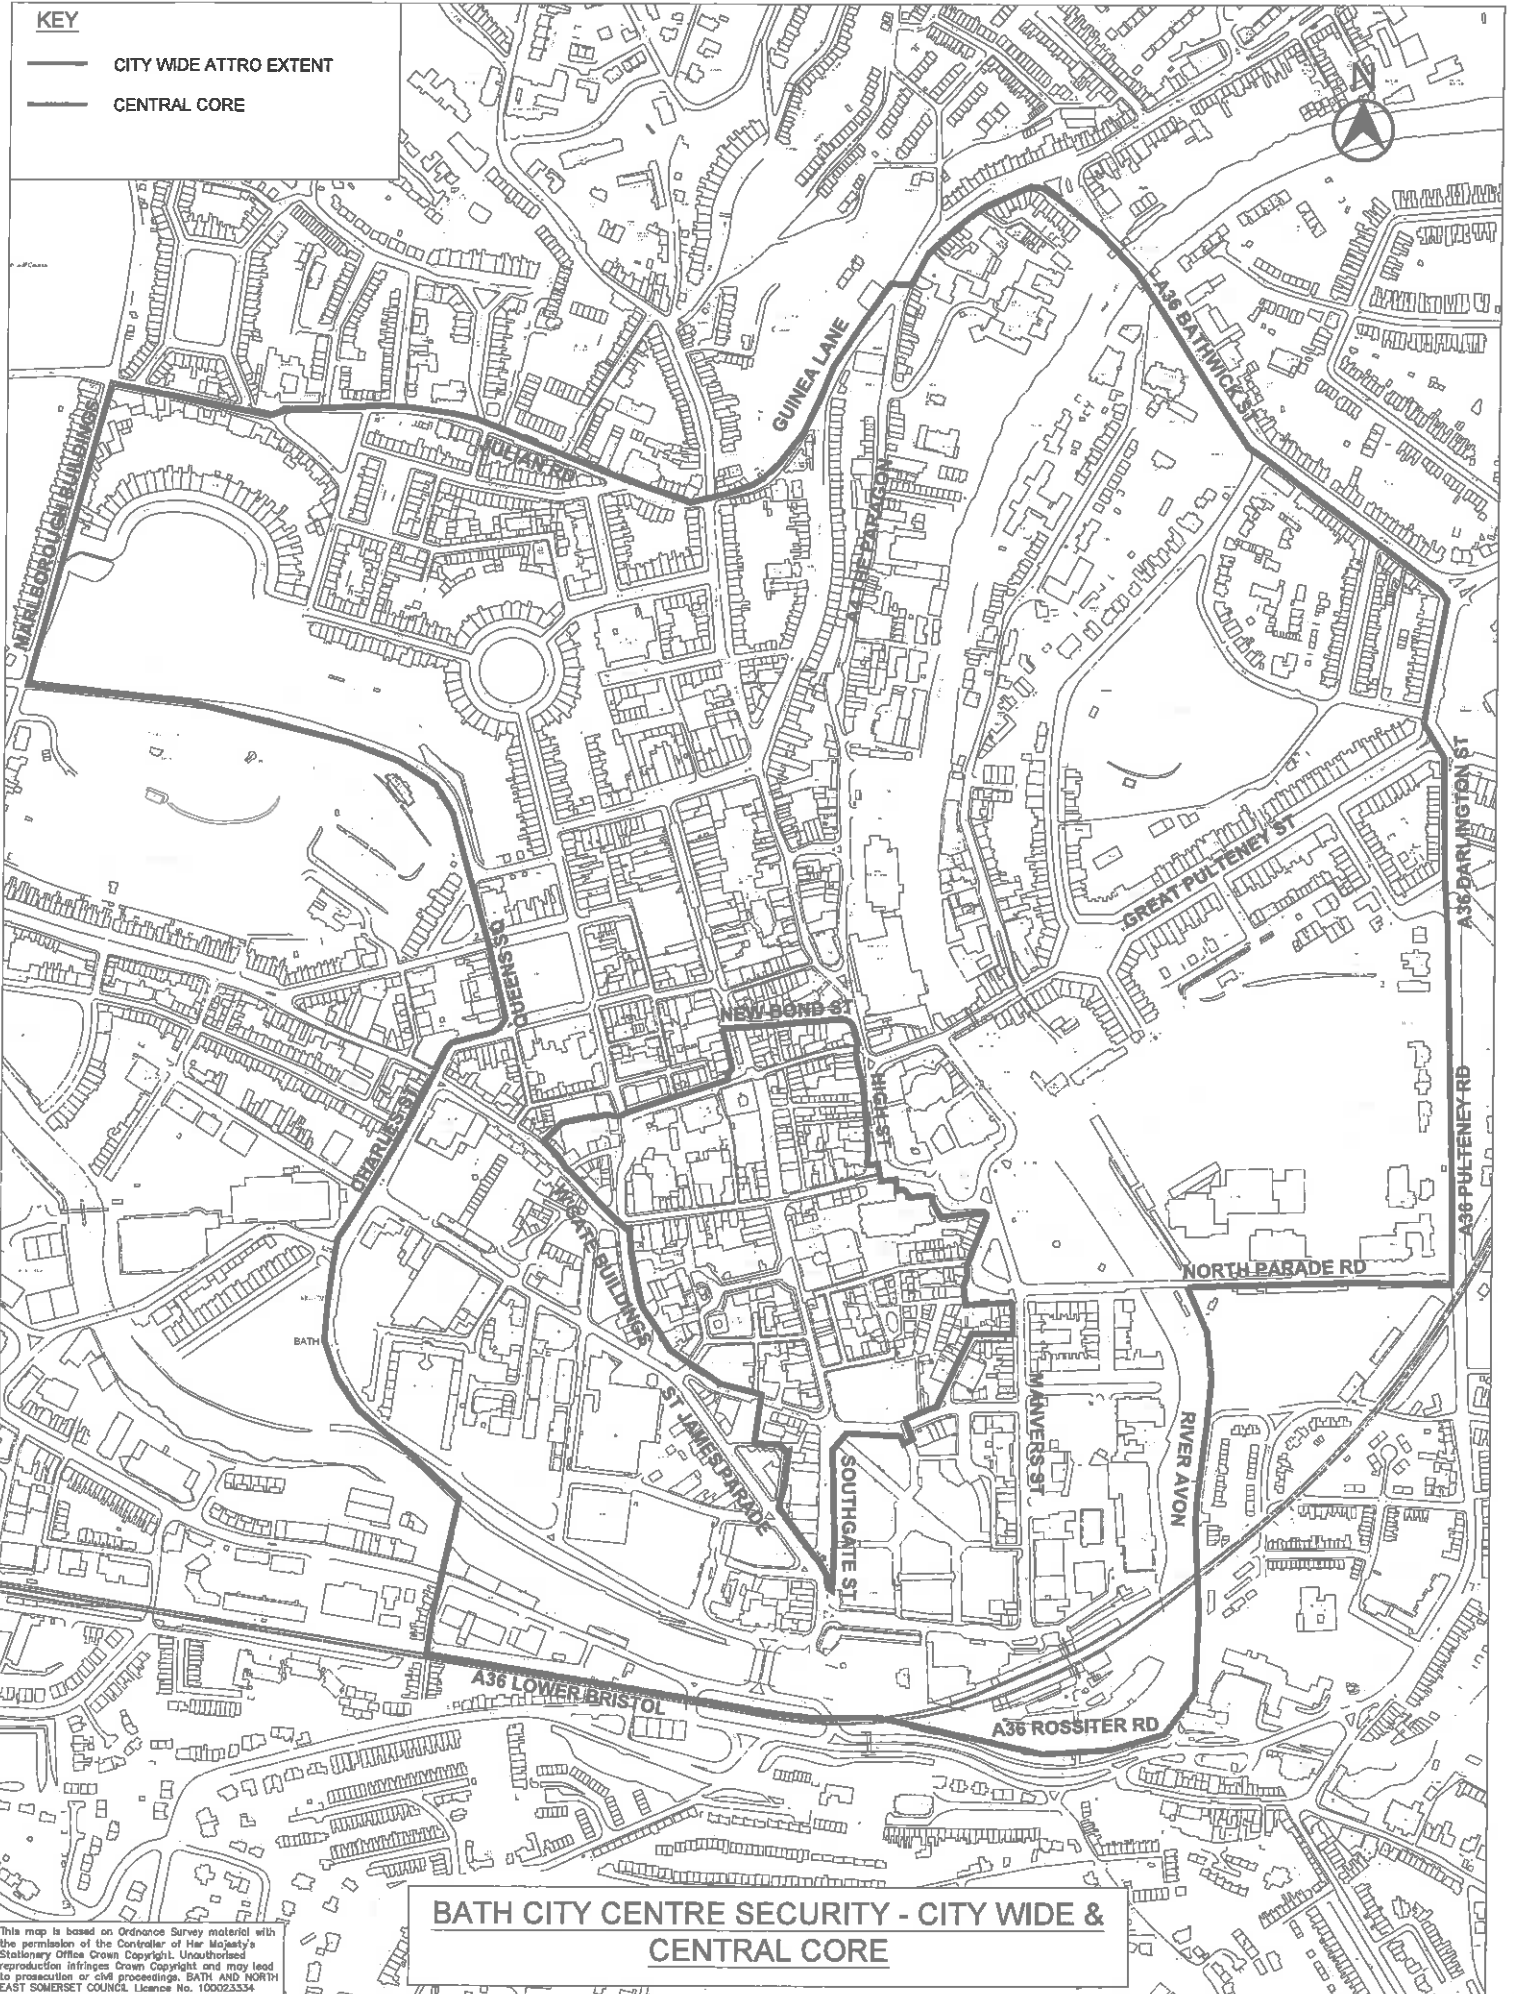 KEY
CITY WIDE ATTRO EXTENT
CENTRAL CORE
N
A36 BATHWICK ST
GUINEA LANE
MARLBOROUGH BUILDINGS
JULIAN RD
A4 THE PARAGON
A36 DARLINGTON ST
GREAT PULTENEY ST
QUEENS SQ
NEW BOND ST
HIGH ST
CHARLES ST
A36 PULTENEY RD
W/GATE BUILDINGS
NORTH PARADE RD
BATH
ST JAMES PARADE
MANVERS ST
RIVER AVON
SOUTHGATE ST
A36 LOWER BRISTOL
A36 ROSSITER RD
BATH CITY CENTRE SECURITY - CITY WIDE &
CENTRAL CORE
This map is based on Ordnance Survey material with
the permission of the Controller of Her Majesty's
Stationery Office Crown Copyright. Unauthorised
reproduction infringes Crown Copyright and may lead
to prosecution or civil proceedings. BATH AND NORTH
EAST SOMERSET COUNCIL Licence No. 100023334